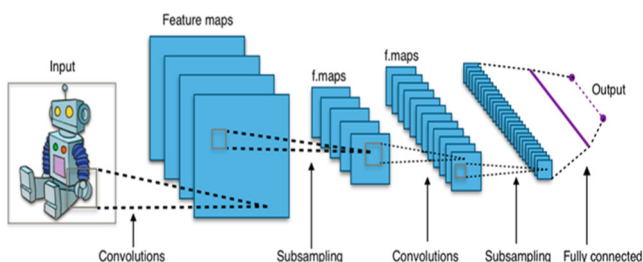 Feature maps
Input
f.maps
f.maps
Output
Convolutions
Subsampling
Convolutions
Subsampling
Fully connected